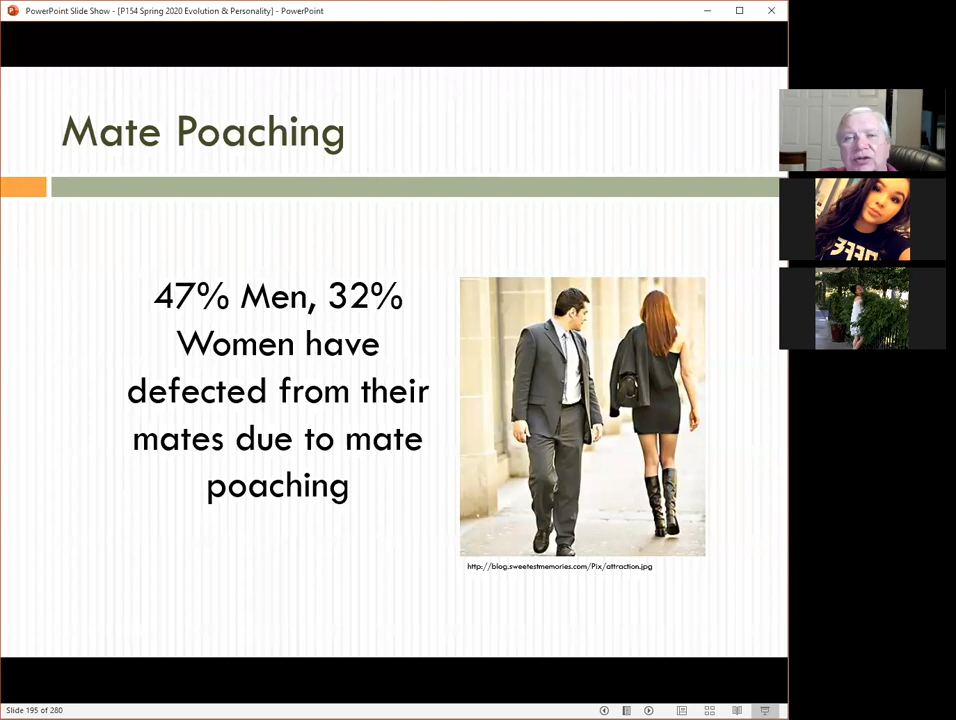 PowerPoint Slide Show - [P154 Spring 2020 Evolution & Personality] - PowerPoint
Mate Poaching
47% Men, 32%
Women have
defected from their
mates due to mate
poaching
http://blog.sweetestmemories.com/Pix/attraction.jpg
Slide 195 of 280